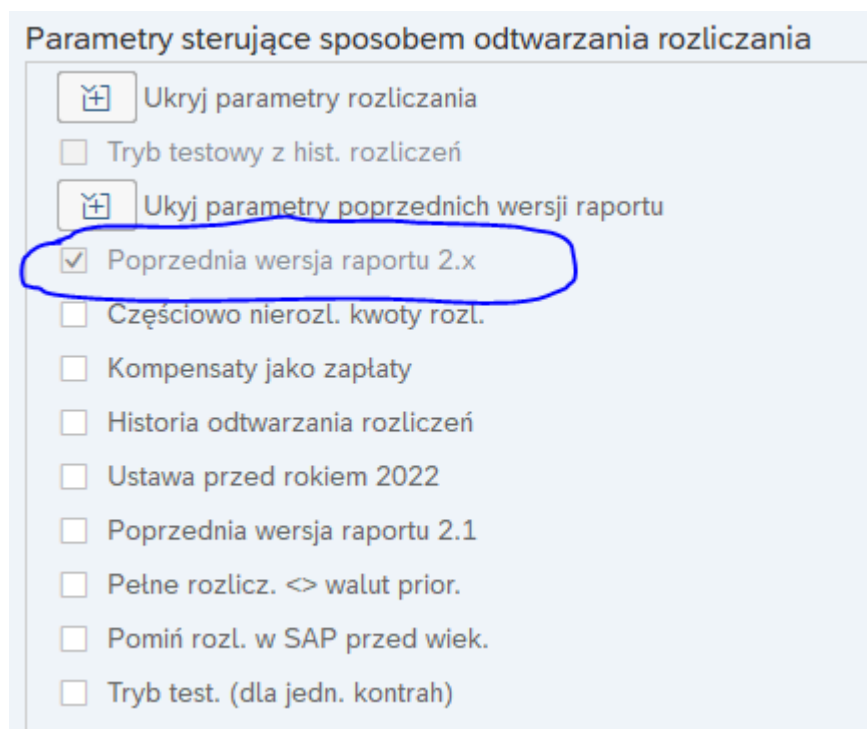 Parametry sterujące sposobem odtwarzania rozliczania
Ukryj parametry rozliczania
Tryb testowy z hist. rozliczeń
Ukyj parametry poprzednich wersji raportu
Poprzednia wersja raportu 2.x
Częściowo nierozl. kwoty rozl.
Kompensaty jako zapłaty
Historia odtwarzania rozliczeń
Ustawa przed rokiem 2022
Poprzednia wersja raportu 2.1
Pełne rozlicz. <> walut prior.
Pomiń rozl. w SAP przed wiek.
Tryb test. (dla jedn. kontrah)